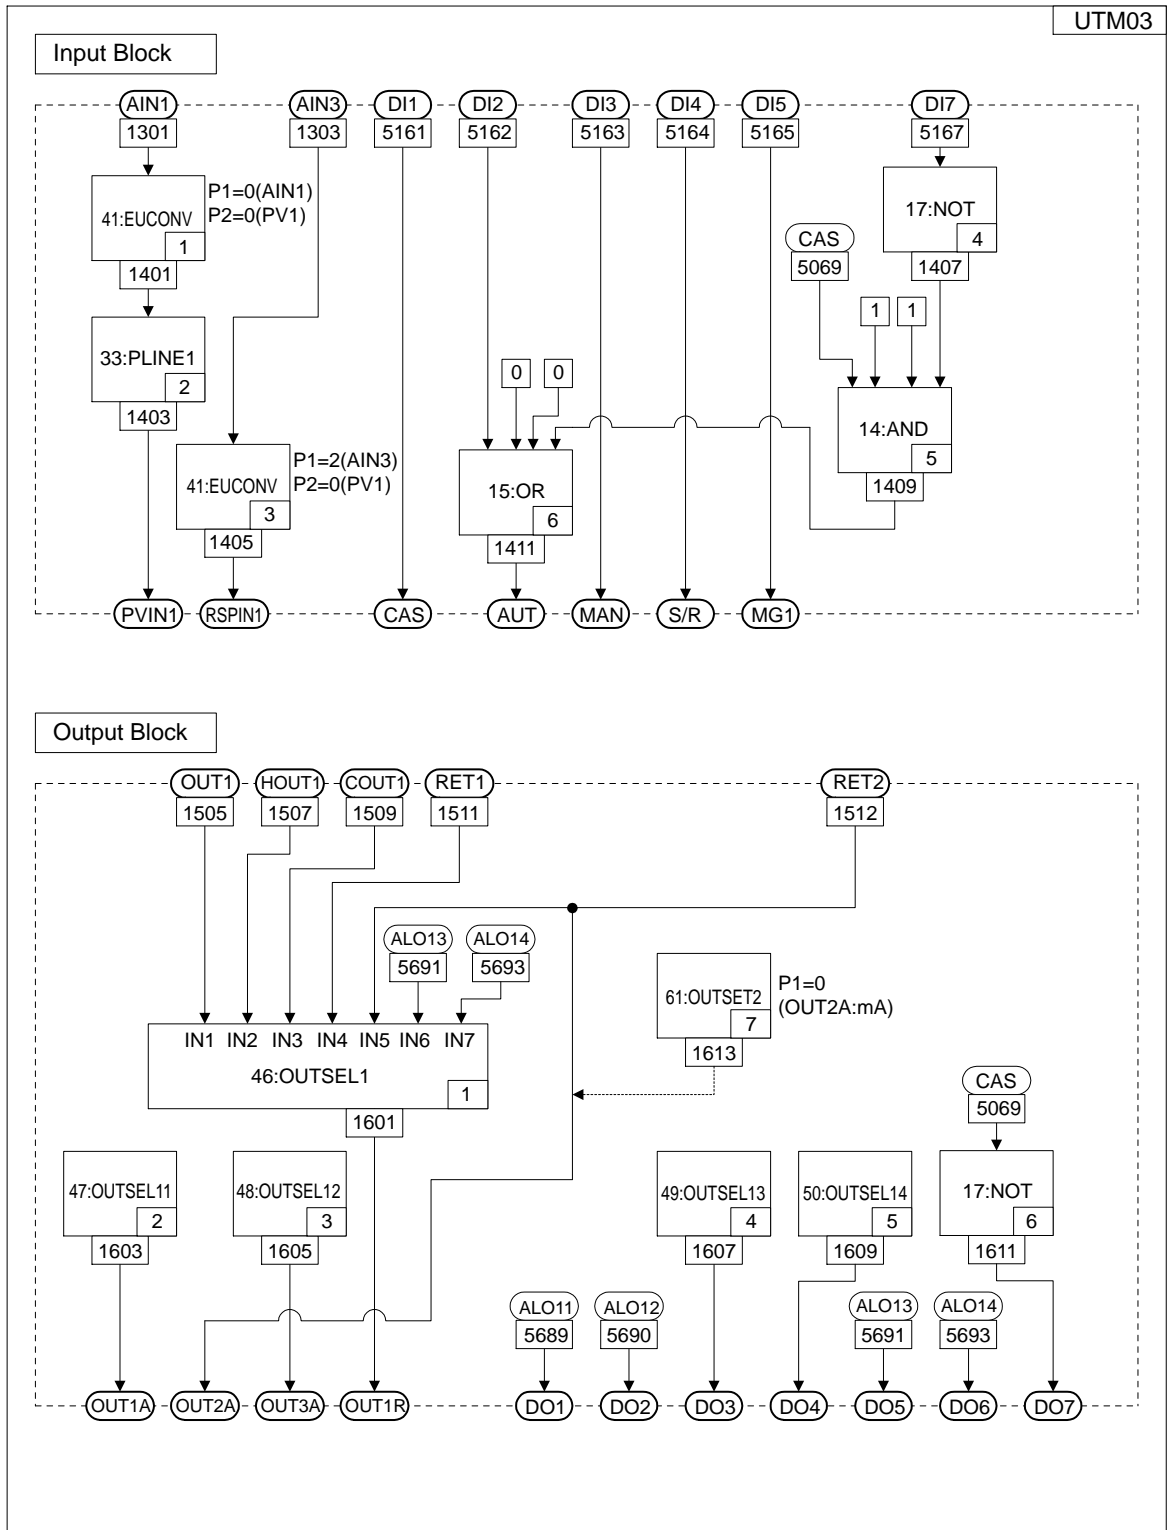 UTM03
Input Block
AIN1 AIN3 DI1 DI2 DI3 DI4 DI5 DI7
1301 1303 5161 5162 5163 5164 5165 5167
P1=0(AIN1)
P2=0(PV1)
41:EUCONV
1
17:NOT
4
CAS
5069
1401
1407
1 1
33:PLINE1
2
0 0
1403
14:AND
5
P1=2(AIN3)
P2=0(PV1)
41:EUCONV
3
15:OR
6
1409
1405
1411
PVIN1 RSPIN1 CAS AUT MAN S/R MG1
Output Block
OUT1 HOUT1 COUT1 RET1 RET2
1505 1507 1509 1511 1512
ALO13 ALO14
5691 5693
61:OUTSET2
7
P1=0
(OUT2A:mA)
IN1 IN2 IN3 IN4 IN5 IN6 IN7
1613
46:OUTSEL1
1
CAS
5069
1601
47:OUTSEL11
2
48:OUTSEL12
3
49:OUTSEL13
4
50:OUTSEL14
5
17:NOT
6
1603 1605 1607 1609 1611
ALO11 ALO12 ALO13 ALO14
5689 5690 5691 5693
OUT1A OUT2A OUT3A OUT1R DO1 DO2 DO3 DO4 DO5 DO6 DO7